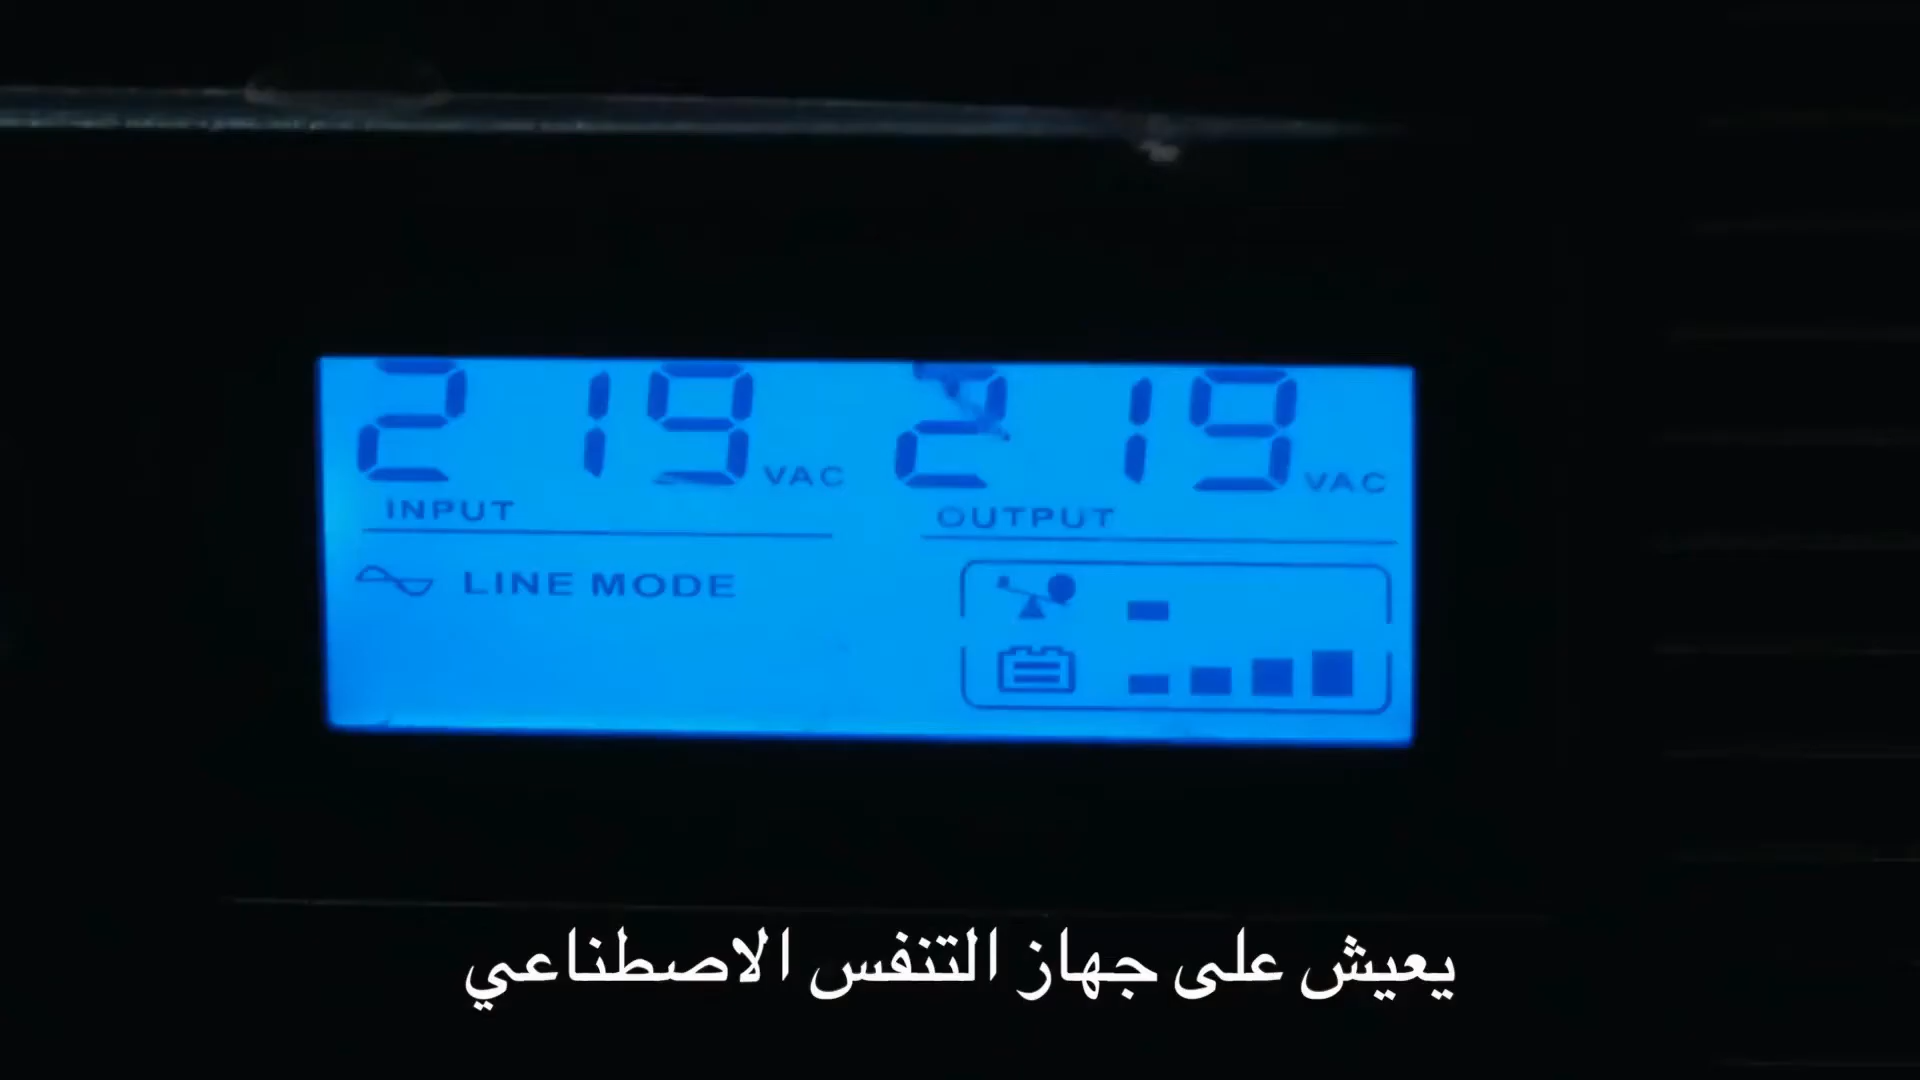 219 VAC 219 VAC
INPUT OUTPUT
LINE MODE
يعيش على جهاز التنفس الاصطناعي